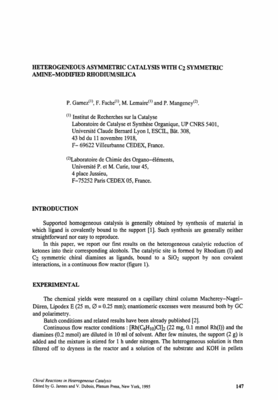 HETEROGENEOUS ASYMMETRIC CATALYSIS WITH C2 SYMMETRIC
AMINE-MODIFIED RHODIUM/SILICA
P. Gamez(1), F. Fache(1), M. Lemaire(1) and P. Mangeney(2).
(1) Institut de Recherches sur la Catalyse
Laboratoire de Catalyse et Synthèse Organique, UP CNRS 5401,
Université Claude Bernard Lyon I, ESCIL, Bât. 308,
43 bd du 11 novembre 1918,
F- 69622 Villeurbanne CEDEX, France.
(2)Laboratoire de Chimie des Organo-éléments,
Université P. et M. Curie, tour 45,
4 place Jussieu,
F-75252 Paris CEDEX 05, France.
INTRODUCTION
Supported homogeneous catalysis is generally obtained by synthesis of material in
which ligand is covalently bound to the support [1]. Such synthesis are generally neither
straightforward nor easy to reproduce.
In this paper, we report our first results on the heterogeneous catalytic reduction of
ketones into their corresponding alcohols. The catalytic site is formed by Rhodium (I) and
C2 symmetric chiral diamines as ligands, bound to a SiO2 support by non covalent
interactions, in a continuous flow reactor (figure 1).
EXPERIMENTAL
The chemical yields were measured on a capillary chiral column Macherey-Nagel-
Düren, Lipodex E (25 m, Ø = 0.25 mm); enantiomeric excesses were measured both by GC
and polarimetry.
Batch conditions and related results have been already published [2].
Continuous flow reactor conditions : [Rh(C6H10)Cl]2 (22 mg, 0.1 mmol Rh(I)) and the
diamines (0.2 mmol) are diluted in 10 ml of solvent. After few minutes, the support (2 g) is
added and the mixture is stirred for 1 h under nitrogen. The heterogeneous solution is then
filtered off to dryness in the reactor and a solution of the substrate and KOH in pellets
Chiral Reactions in Heterogeneous Catalysis
Edited by G. Jannes and V. Dubois, Plenum Press, New York, 1995
147